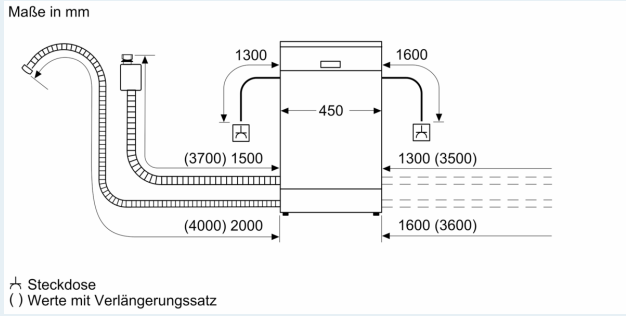 Maße in mm
1300
1600
450
(3700) 1500
1300 (3500)
(4000) 2000
1600 (3600)
Steckdose
( ) Werte mit Verlängerungssatz